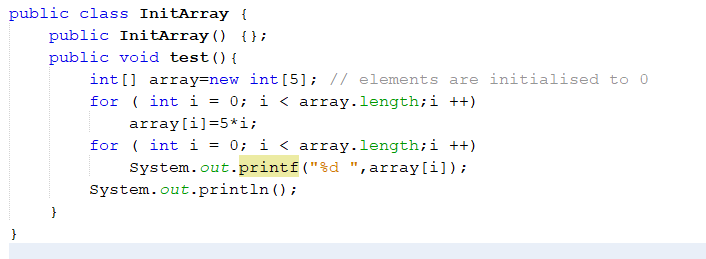 public class InitArray {
    public InitArray() {};
    public void test(){
        int[] array=new int[5]; // elements are initialised to 0
        for ( int i = 0; i < array.length;i ++)
            array[i]=5*i;
        for ( int i = 0; i < array.length;i ++)
            System.out.printf("%d ",array[i]);
        System.out.println();
    }
}